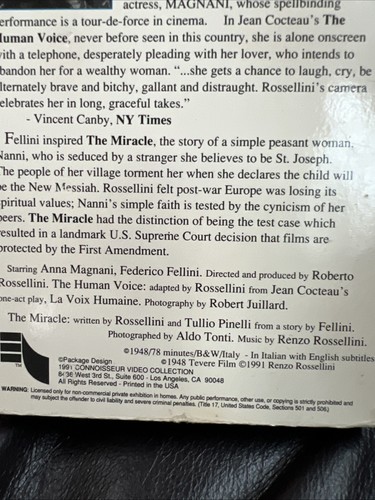 actress, MAGNANI, whose spellbinding
erformance is a tour-de-force in cinema. In Jean Cocteau's The
Human Voice, never before seen in this country, she is alone onscreen
with a telephone, desperately pleading with her lover, who intends to
bandon her for a wealthy woman. "...she gets a chance to laugh, cry, be
lternately brave and bitchy, gallant and distraught. Rossellini's camera
elebrates her in long, graceful takes."
- Vincent Canby, NY Times
Fellini inspired The Miracle, the story of a simple peasant woman,
Nanni, who is seduced by a stranger she believes to be St. Joseph.
The people of her village torment her when she declares the child will
be the New Messiah. Rossellini felt post-war Europe was losing its
spiritual values; Nanni's simple faith is tested by the cynicism of her
peers. The Miracle had the distinction of being the test case which
resulted in a landmark U.S. Supreme Court decision that films are
protected by the First Amendment.
Starring Anna Magnani, Federico Fellini. Directed and produced by Roberto
Rossellini. The Human Voice: adapted by Rossellini from Jean Cocteau's
one-act play, La Voix Humaine. Photography by Robert Juillard.
The Miracle: written by Rossellini and Tullio Pinelli from a story by Fellini.
Photographed by Aldo Tonti. Music by Renzo Rossellini.
©1948/78 minutes/B&W/Italy - In Italian with English subtitles
©1948 Tevere Film ©1991 Renzo Rossellini
©Package Design
1991 CONNOISSEUR VIDEO COLLECTION
8436 West 3rd St., Suite 600 - Los Angeles, CA 90048
All Rights Reserved - Printed in the USA
TM
WARNING: Licensed only for non-commercial private exhibition in homes. Any public performance, other use, or copying is strictly prohibited and
may subject the offender to civil liability and severe criminal penalties. (Title 17, United States Code, Sections 501 and 506.)